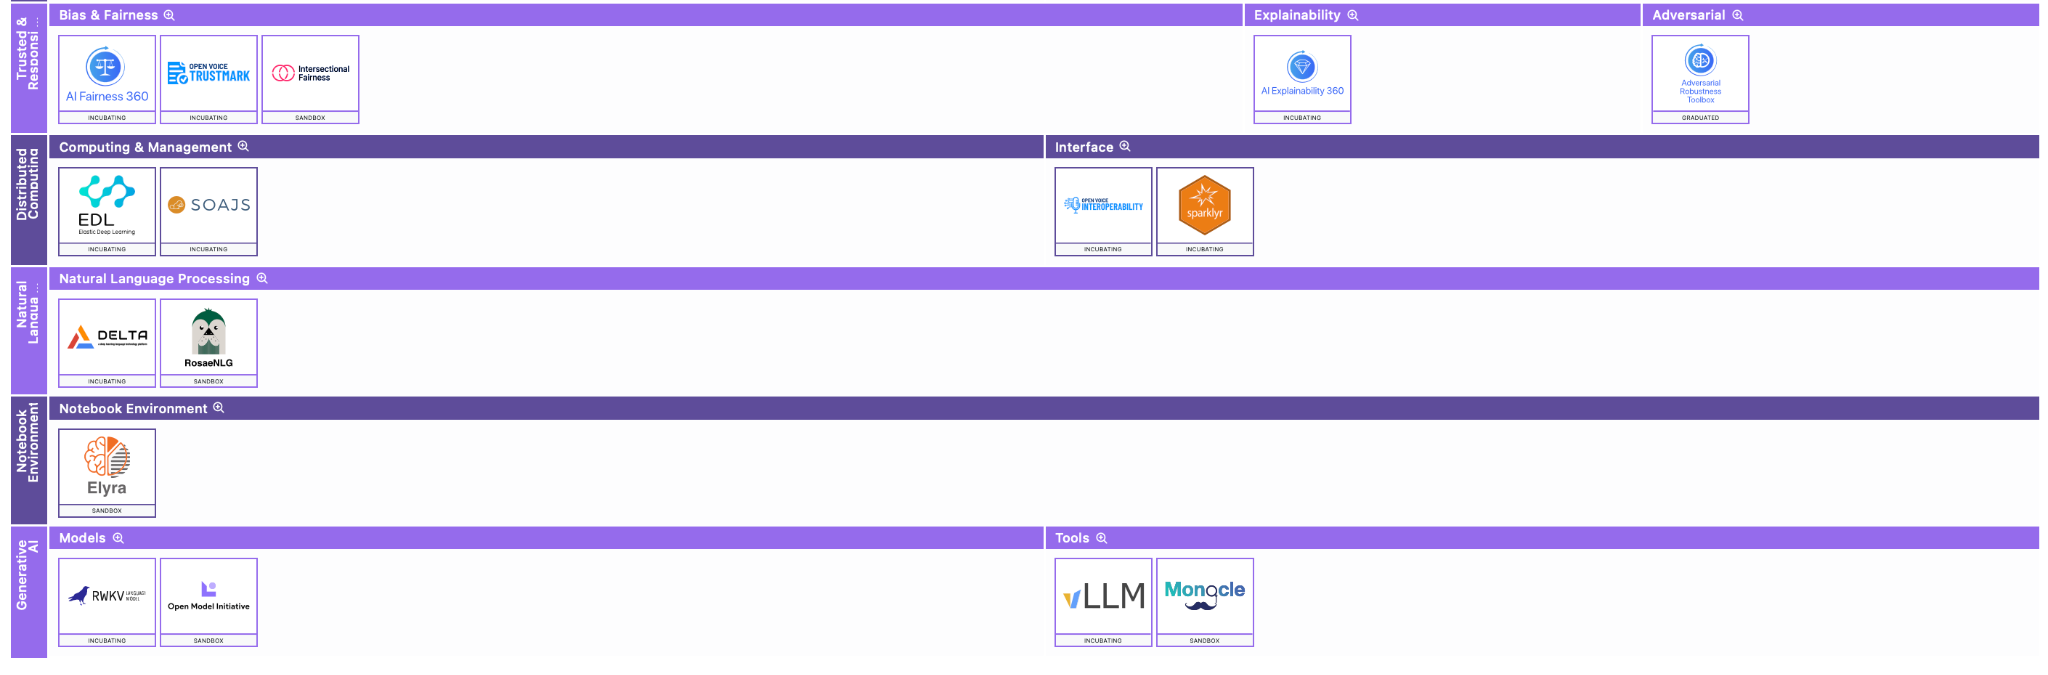 Trusted &
Responsi ...
Bias & Fairness
Explainability
Adversarial
AI Fairness 360
INCUBATING
OPEN VOICE
TRUSTMARK
INCUBATING
Intersectional
Fairness
SANDBOX
AI Explainability 360
INCUBATING
Adversarial
Robustness
Toolbox
GRADUATED
Distributed
Computing
Computing & Management
Interface
EDL
Elastic Deep Learning
INCUBATING
SOAJS
INCUBATING
OPEN VOICE
INTEROPERABILITY
INCUBATING
sparklyr
INCUBATING
Natural
Langua ...
Natural Language Processing
DELTA
INCUBATING
RosaeNLG
SANDBOX
Notebook
Environment
Notebook Environment
Elyra
SANDBOX
Generative
AI
Models
Tools
RWKV LANGUAGE
MODEL
INCUBATING
Open Model Initiative
SANDBOX
vLLM
INCUBATING
Monocle
SANDBOX